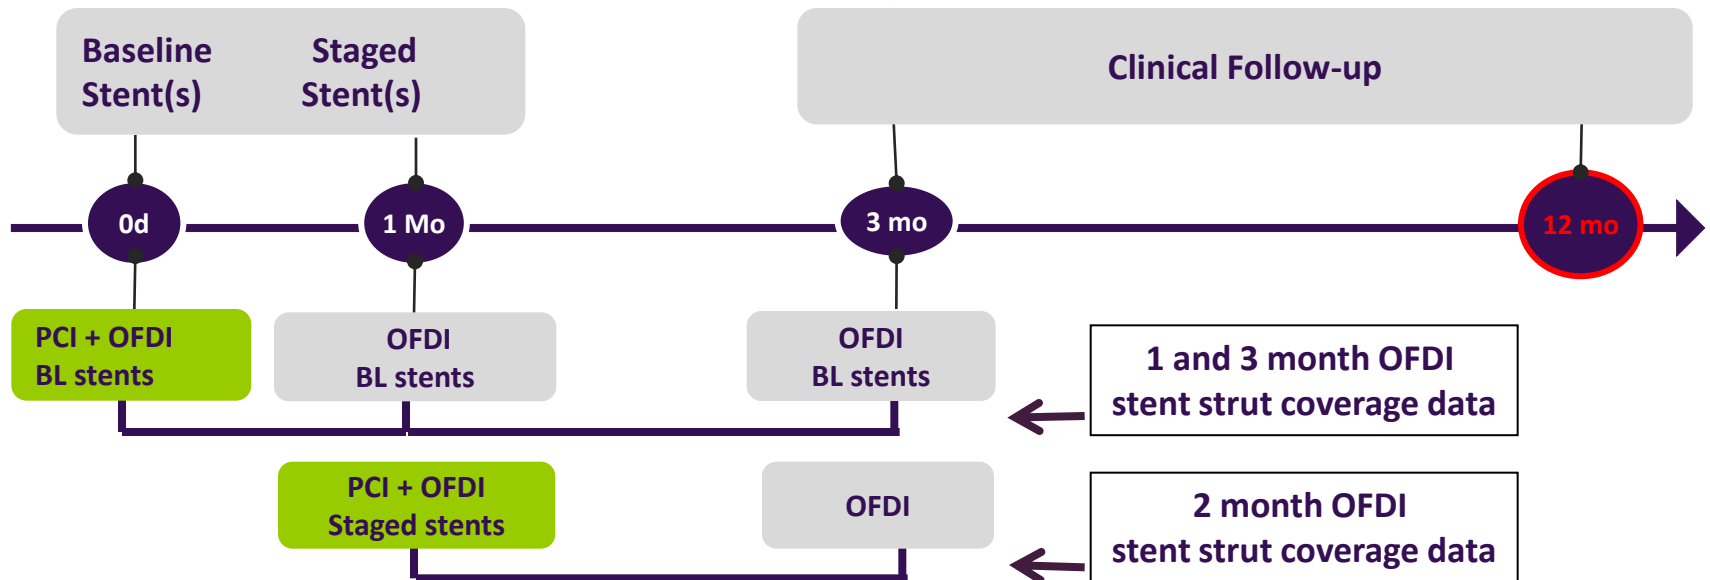 Baseline Staged
Stent(s) Stent(s)
Clinical Follow-up
0d
1 Mo
3 mo
12 mo
PCI + OFDI
BL stents
OFDI
BL stents
OFDI
BL stents
1 and 3 month OFDI
stent strut coverage data
PCI + OFDI
Staged stents
OFDI
2 month OFDI
stent strut coverage data